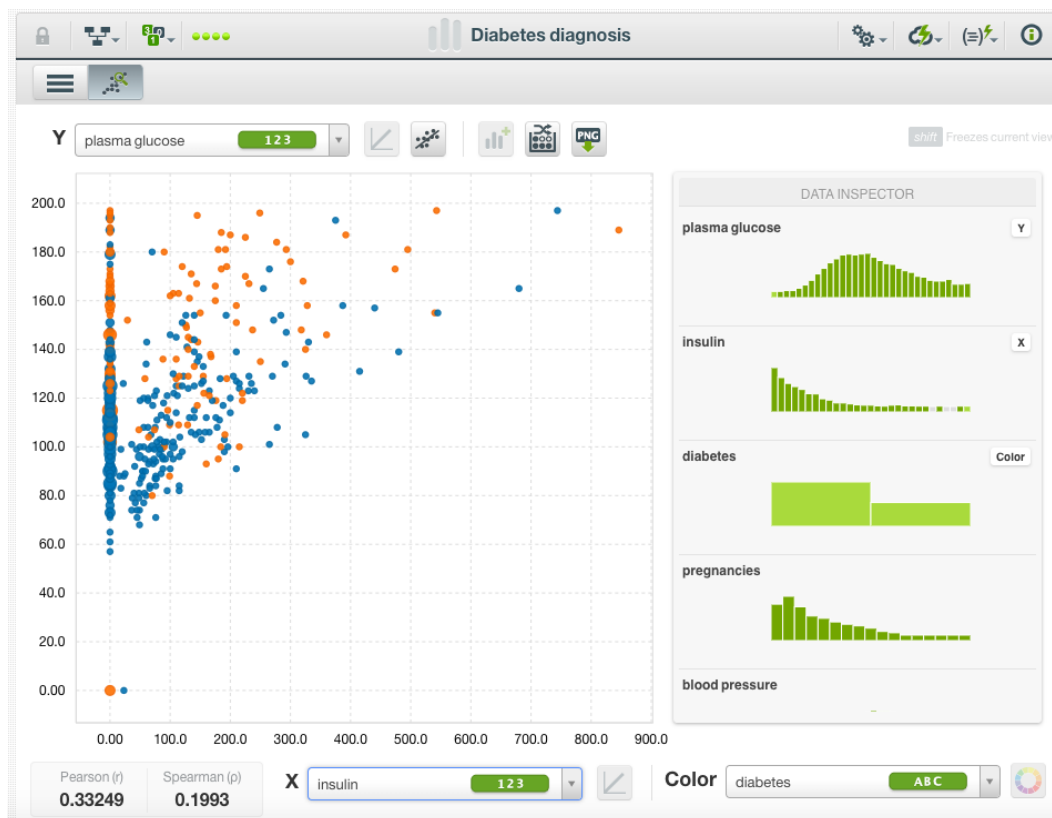 Diabetes diagnosis
Y plasma glucose 123
PNG
shift Freezes current view
200.0
180.0
160.0
140.0
120.0
100.0
80.0
60.0
40.0
20.0
0.00
0.00 100.0 200.0 300.0 400.0 500.0 600.0 700.0 800.0 900.0
DATA INSPECTOR
plasma glucose Y
insulin X
diabetes Color
pregnancies
blood pressure
Pearson (r) Spearman (ρ)
0.33249 0.1993
X insulin 123
Color diabetes ABC